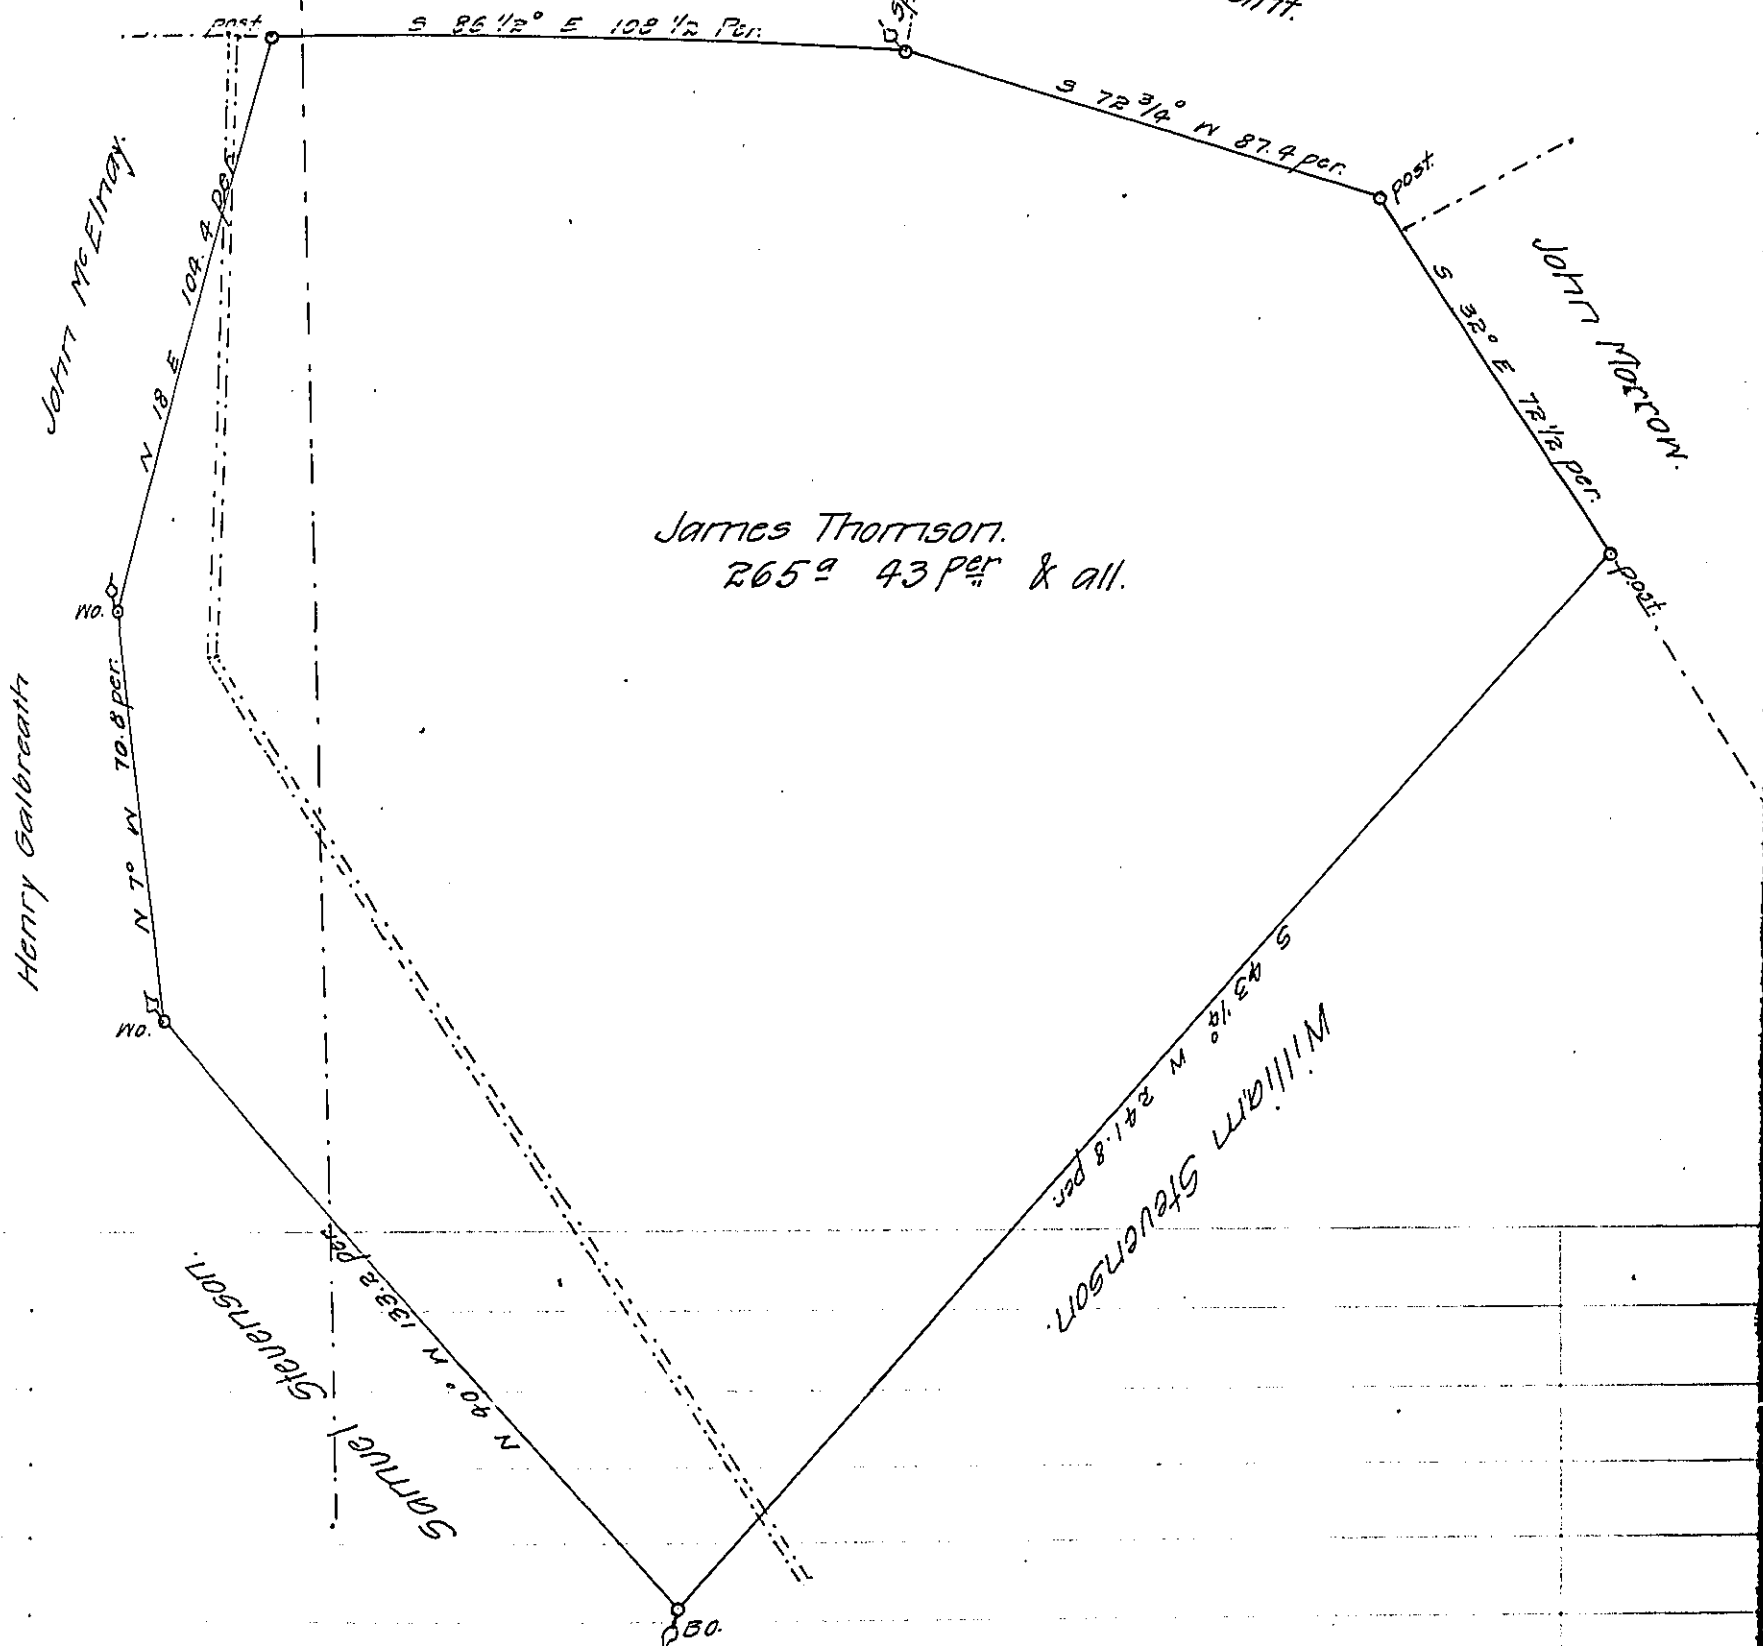 post
S 86 1/2° E 108 1/2 Per.
S 72 3/4° W 87.4 per.
post.
John McElroy.
N 18 E 104.4 per.
S 32° E 72 1/2 per.
John Morrow.
James Thomson.
265ª 43 per & all.
post.
wo.
Henry Galbreath
N 7° W 70.8 per.
wo.
S 43 1/4° W 241.8 per.
William Stevenson.
N 40° W 133.2 per.
Samuel Stevenson.
BO.